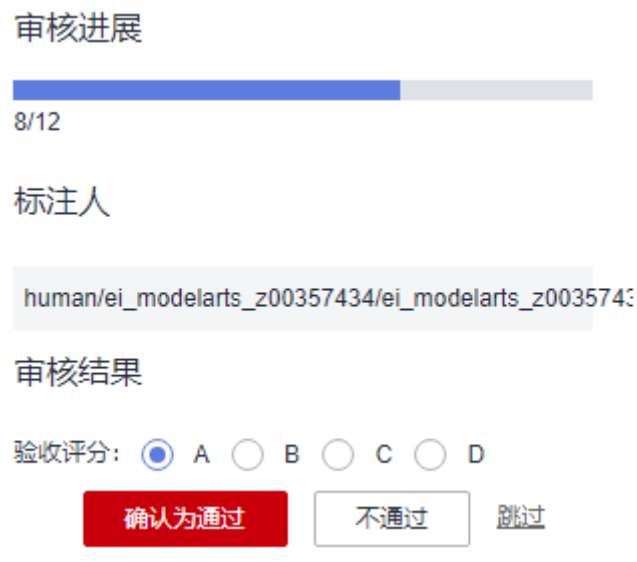 审核进展
8/12
标注人
human/ei_modelarts_z00357434/ei_modelarts_z0035743
审核结果
验收评分: A B C D
确认为通过 不通过 跳过